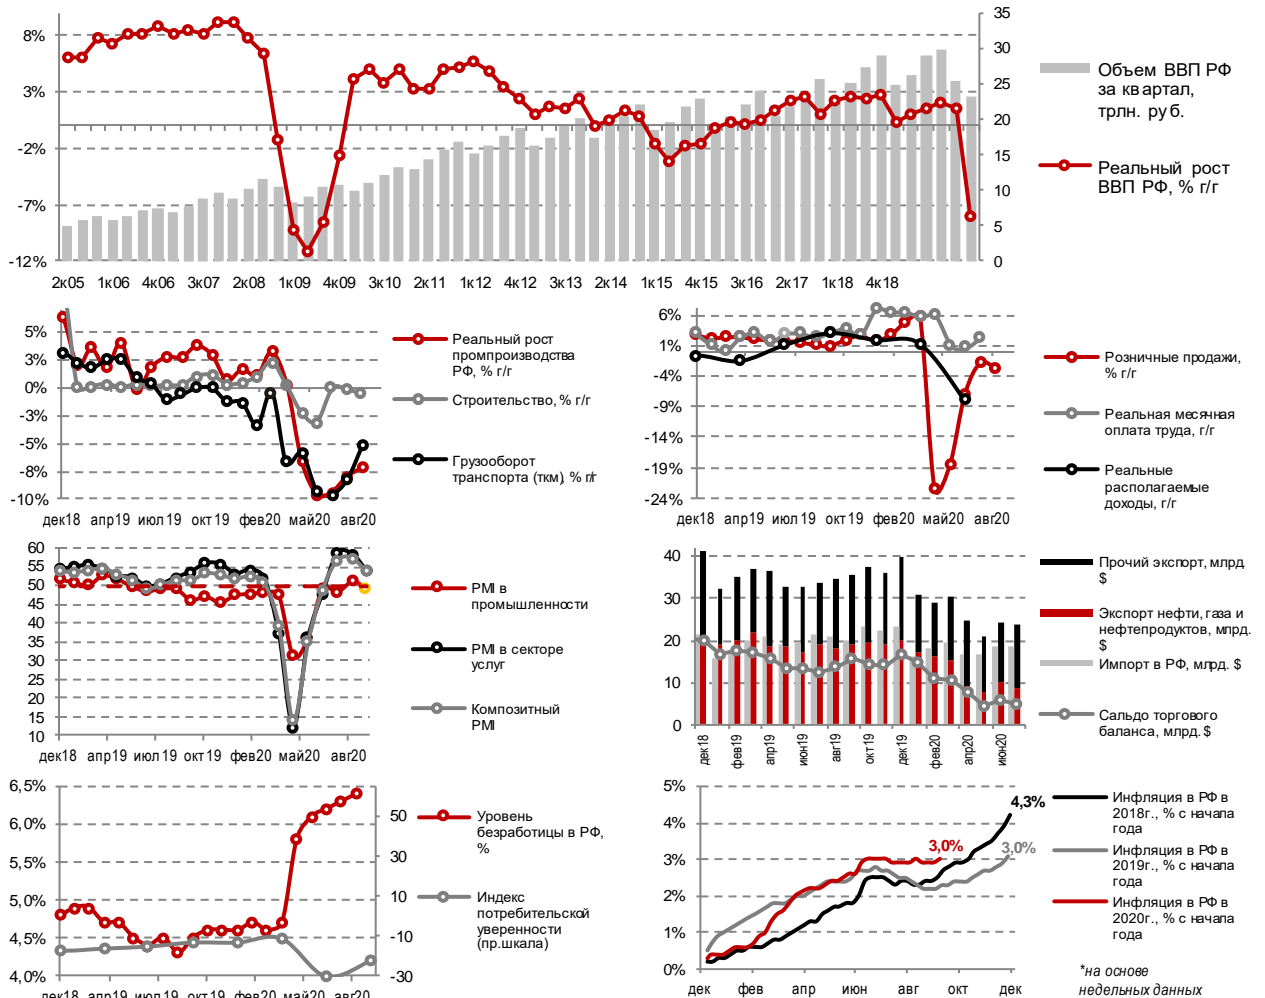 8%
3%
-2%
-7%
-12%
35
30
25
20
15
10
5
0
2к05 1к06 4к06 3к07 2к08 1к09 4к09 3к10 2к11 1к12 4к12 3к13 2к14 1к15 4к15 3к16 2к17 1к18 4к18
Объем ВВП РФ
за квартал,
трлн. руб.
Реальный рост
ВВП РФ, % г/г
5%
3%
0%
-3%
-5%
-8%
-10%
дек18 апр19 июл19 окт19 фев20 май20 авг20
Реальный рост
промпроизводства
РФ, % г/г
Строительство, % г/г
Грузооборот
транспорта (ткм), % г/г
6%
1%
-4%
-9%
-14%
-19%
-24%
дек18 апр19 июл19 окт19 фев20 май20 авг20
Розничные продажи,
% г/г
Реальная месячная
оплата труда, г/г
Реальные
располагаемые
доходы, г/г
60
55
50
45
40
35
30
25
20
15
10
дек18 апр19 июл19 окт19 фев20 май20 авг20
PMI в
промышленности
PMI в секторе
услуг
Композитный
PMI
40
30
20
10
0
дек18 фев19 апр19 июн19 авг19 окт19 дек19 фев20 апр20 июн20
Прочий экспорт, млрд.
$
Экспорт нефти, газа и
нефтепродуктов, млрд.
$
Импорт в РФ, млрд. $
Сальдо торгового
баланса, млрд. $
6,5%
6,0%
5,5%
5,0%
4,5%
4,0%
50
30
10
-10
-30
дек18 апр19 июл19 окт19 фев20 май20 авг20
Уровень
безработицы в РФ,
%
Индекс
потребительской
уверенности
(пр.шкала)
5%
4%
3%
2%
1%
0%
4,3%
3,0%
3,0%
дек фев апр июн авг окт дек
Инфляция в РФ в
2018г., % с начала
года
Инфляция в РФ в
2019г., % с начала
года
Инфляция в РФ в
2020г., % с начала
года
*на основе
недельных данных